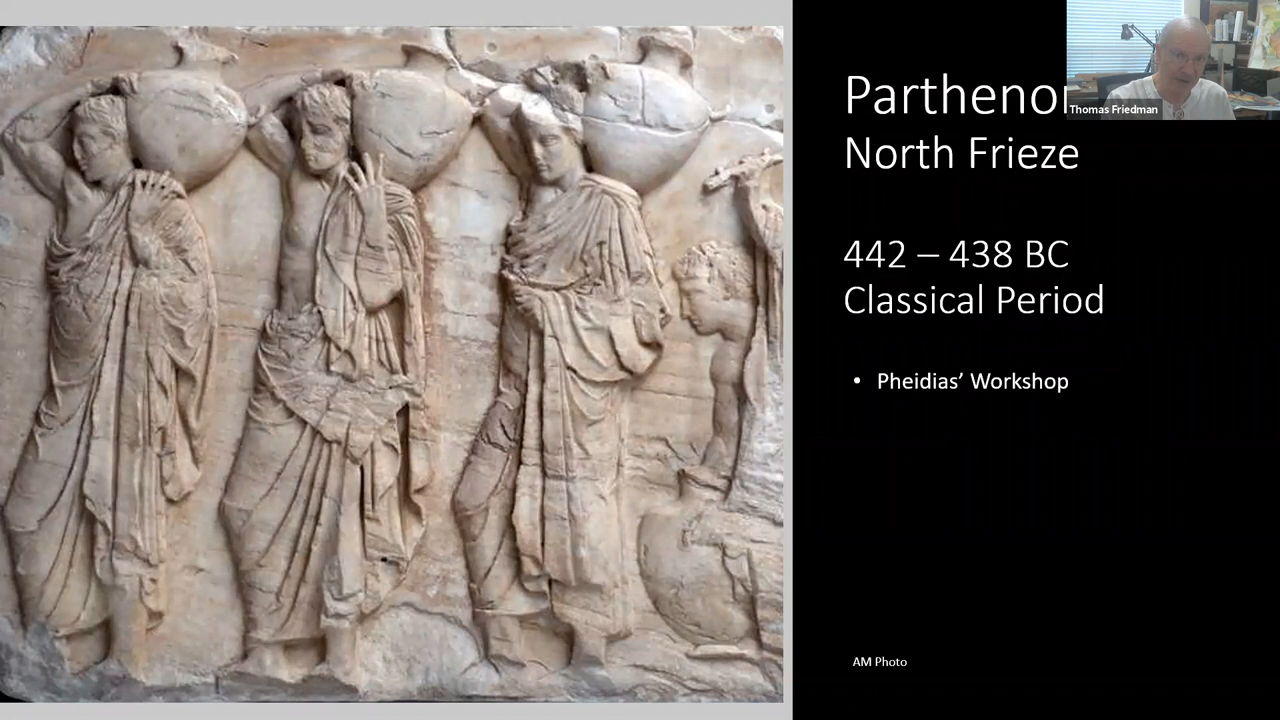 Parthenon
Thomas Friedman
North Frieze
442 – 438 BC
Classical Period
• Pheidias’ Workshop
AM Photo